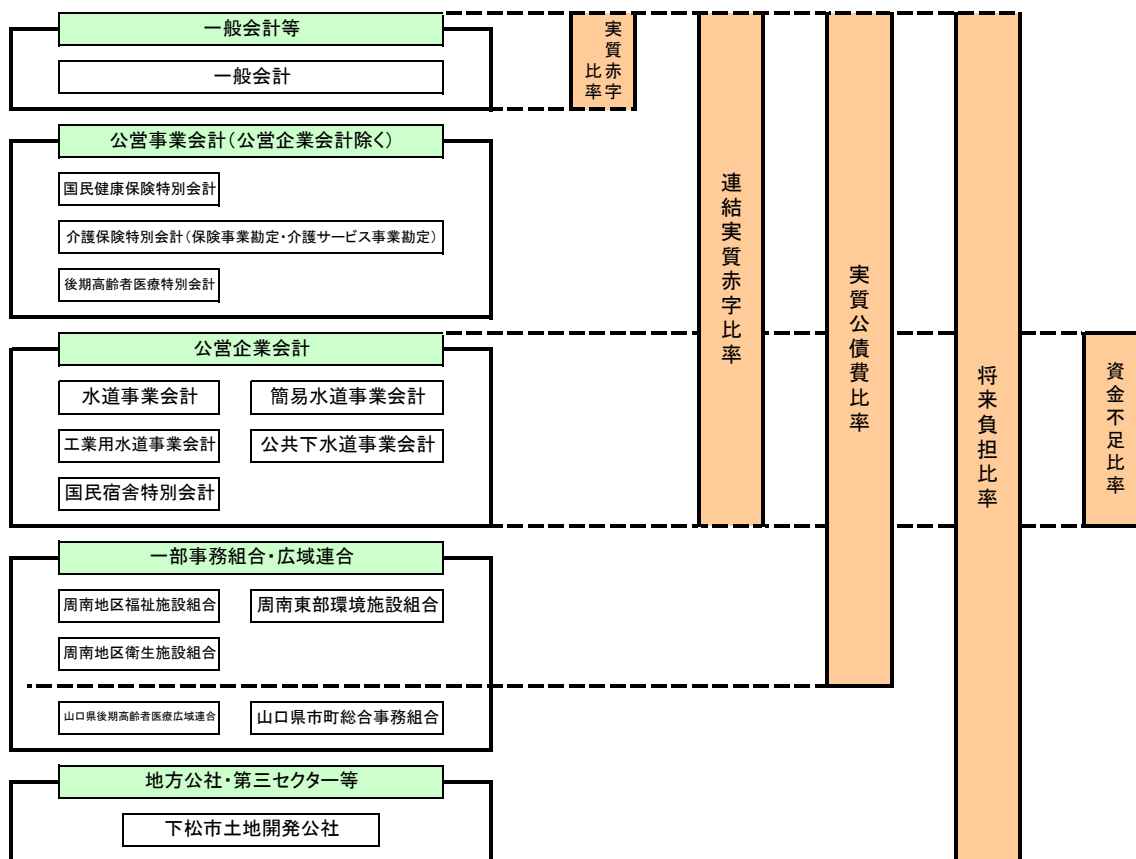 一般会計等
一般会計
公営事業会計(公営企業会計除く)
国民健康保険特別会計
介護保険特別会計(保険事業勘定・介護サービス事業勘定)
後期高齢者医療特別会計
公営企業会計
水道事業会計
簡易水道事業会計
工業用水道事業会計
公共下水道事業会計
国民宿舎特別会計
一部事務組合・広域連合
周南地区福祉施設組合
周南東部環境施設組合
周南地区衛生施設組合
山口県後期高齢者医療広域連合
山口県市町総合事務組合
地方公社・第三セクター等
下松市土地開発公社
実質赤字
比率
連結実質赤字比率
実質公債費比率
将来負担比率
資金不足比率